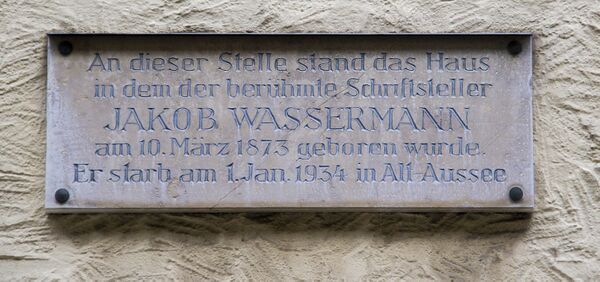 An dieser Stelle stand das Haus
in dem der berühmte Schriftsteller
JAKOB WASSERMANN
am 10. März 1873 geboren wurde.
Er starb am 1. Jan. 1934 in Alt-Aussee